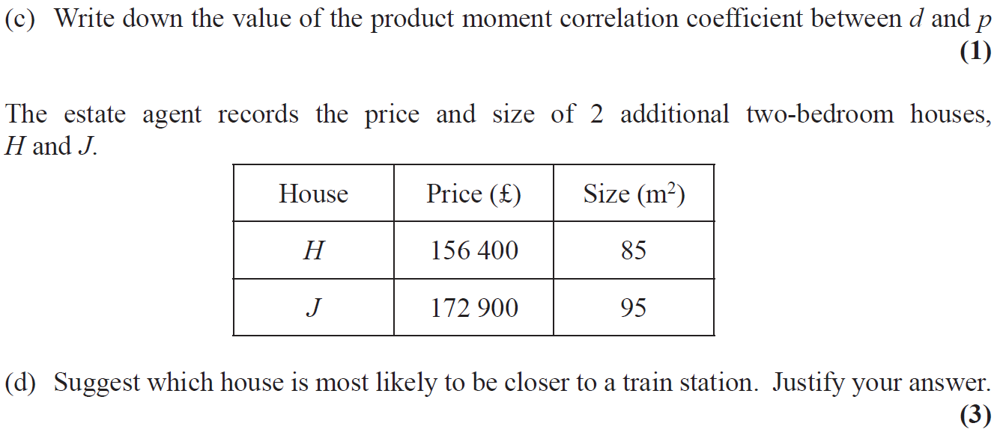 (c) Write down the value of the product moment correlation coefficient between d and p
(1)
The estate agent records the price and size of 2 additional two-bedroom houses,
H and J.
House Price (£) Size (m²)
H 156 400 85
J 172 900 95
(d) Suggest which house is most likely to be closer to a train station. Justify your answer.
(3)